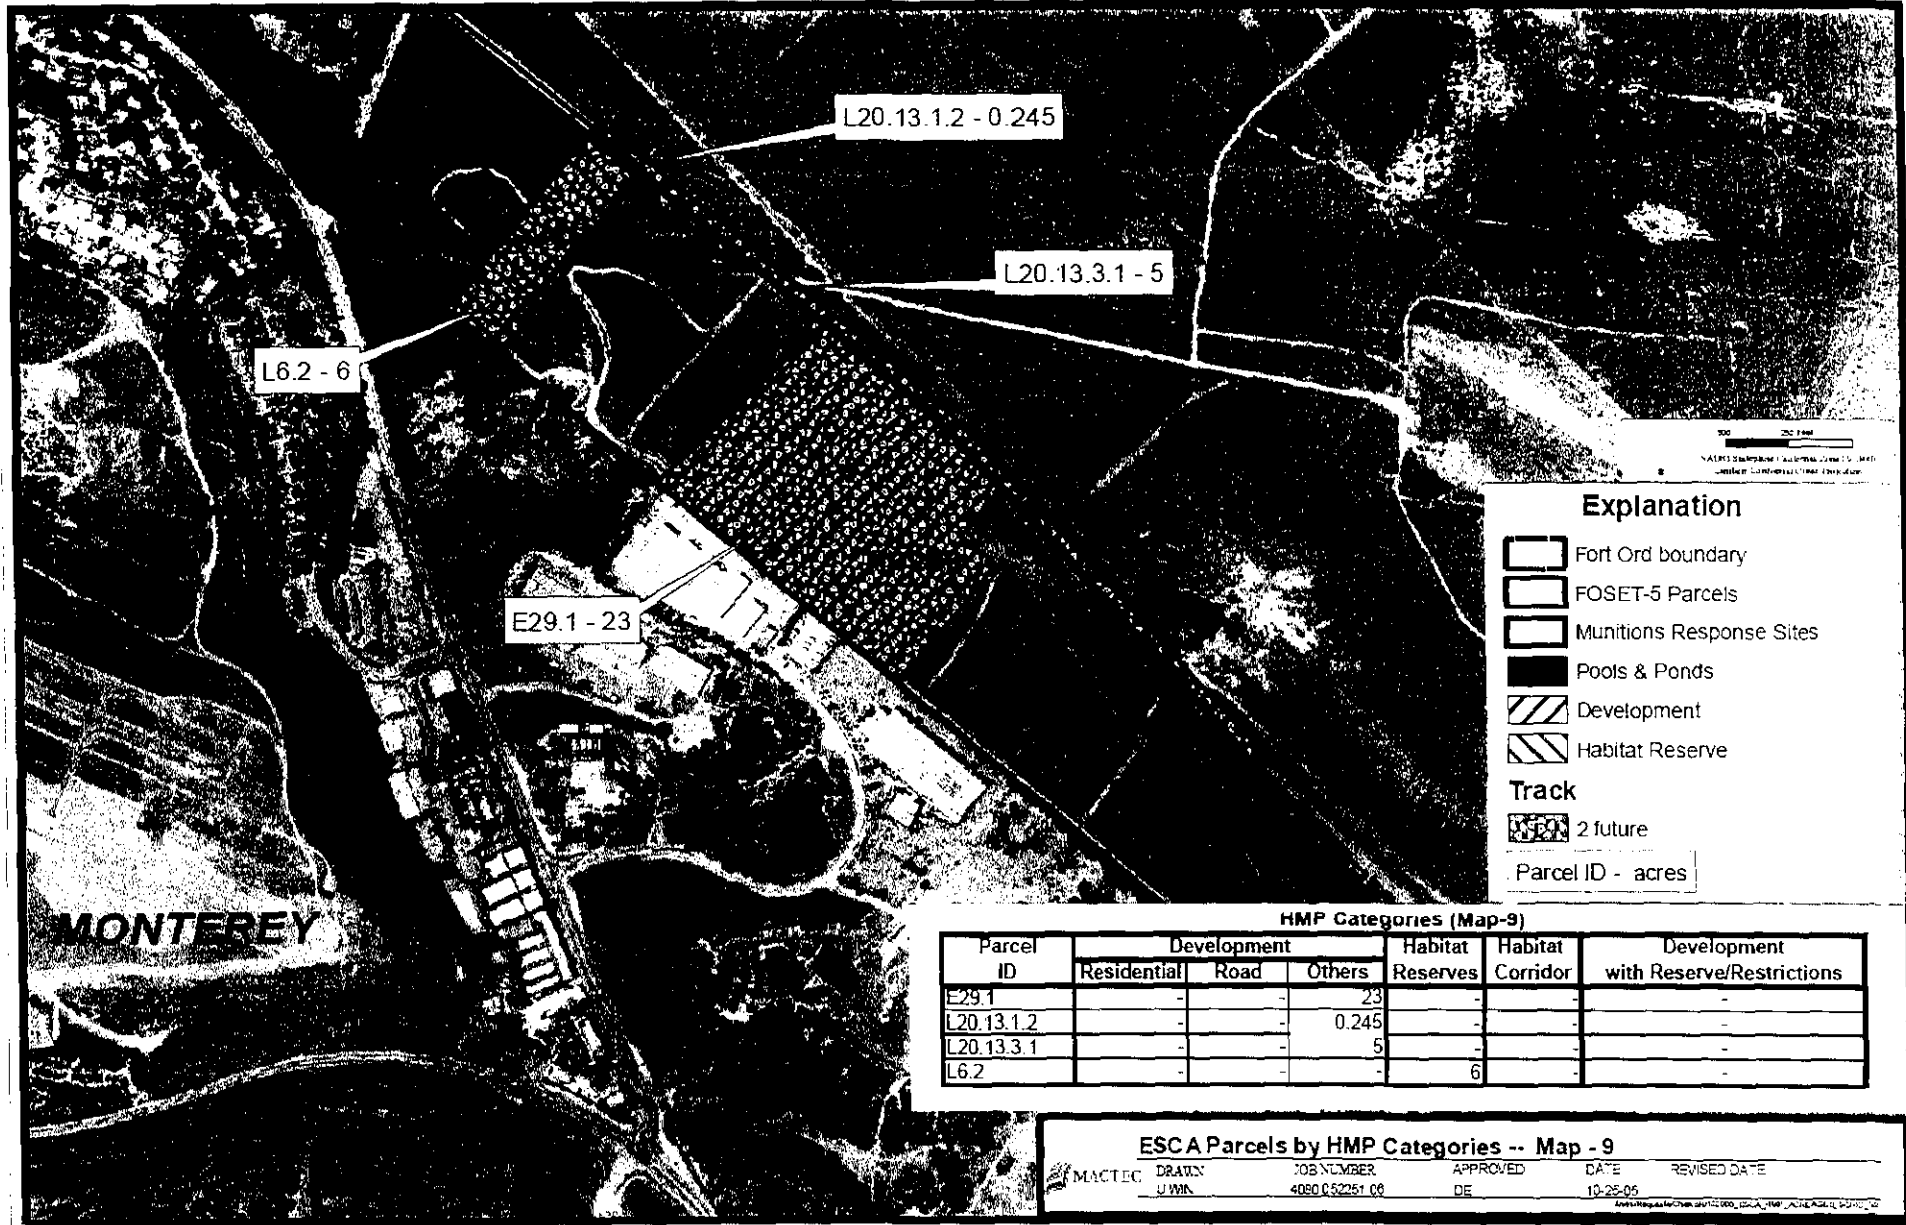 L20.13.1.2 - 0.245
L20.13.3.1 - 5
L6.2 - 6
E29.1 - 23
MONTEREY
Explanation
Fort Ord boundary
FOSET-5 Parcels
Munitions Response Sites
Pools & Ponds
Development
Habitat Reserve
Track
2 future
Parcel ID - acres
HMP Categories (Map-9)
Parcel ID Development Habitat Reserves Habitat Corridor Development with Reserve/Restrictions
Residential Road Others
E29.1 - - 23 - - -
L20.13.1.2 - - 0.245 - - -
L20.13.3.1 - - 5 - - -
L6.2 - - - 6 - -
ESCA Parcels by HMP Categories -- Map - 9
MACTEC
DRAWN JOB NUMBER APPROVED DATE REVISED DATE
DE 10-25-05